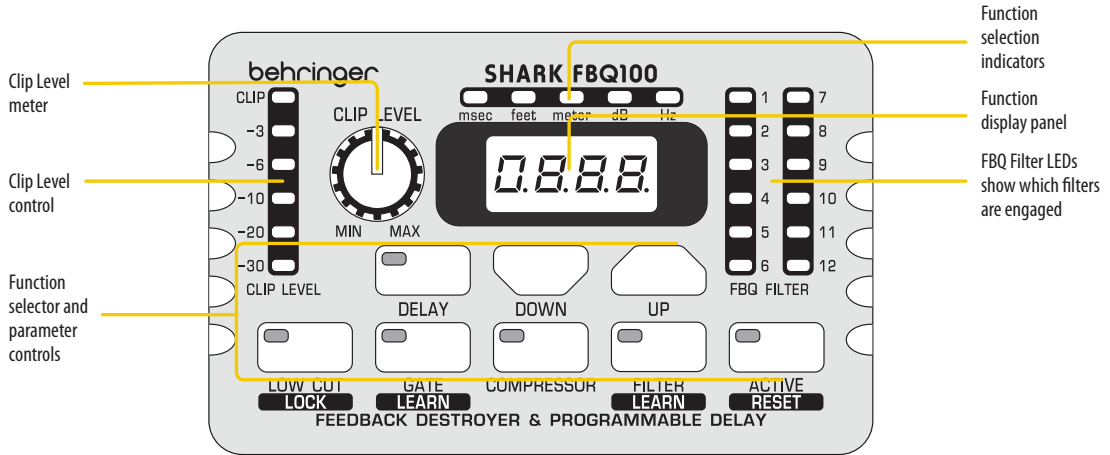 Function
selection
indicators
Clip Level
meter
behringer
SHARK FBQ100
CLIP
-3
-6
-10
-20
-30
CLIP LEVEL
CLIP LEVEL
MIN MAX
msec feet meter dB Hz
0.8.8.8.
1 7
2 8
3 9
4 10
5 11
6 12
FBQ FILTER
Function
display panel
FBQ Filter LEDs
show which filters
are engaged
Clip Level
control
Function
selector and
parameter
controls
DELAY DOWN UP
LOW CUT GATE COMPRESSOR FILTER ACTIVE
LOCK LEARN LEARN RESET
FEEDBACK DESTROYER & PROGRAMMABLE DELAY